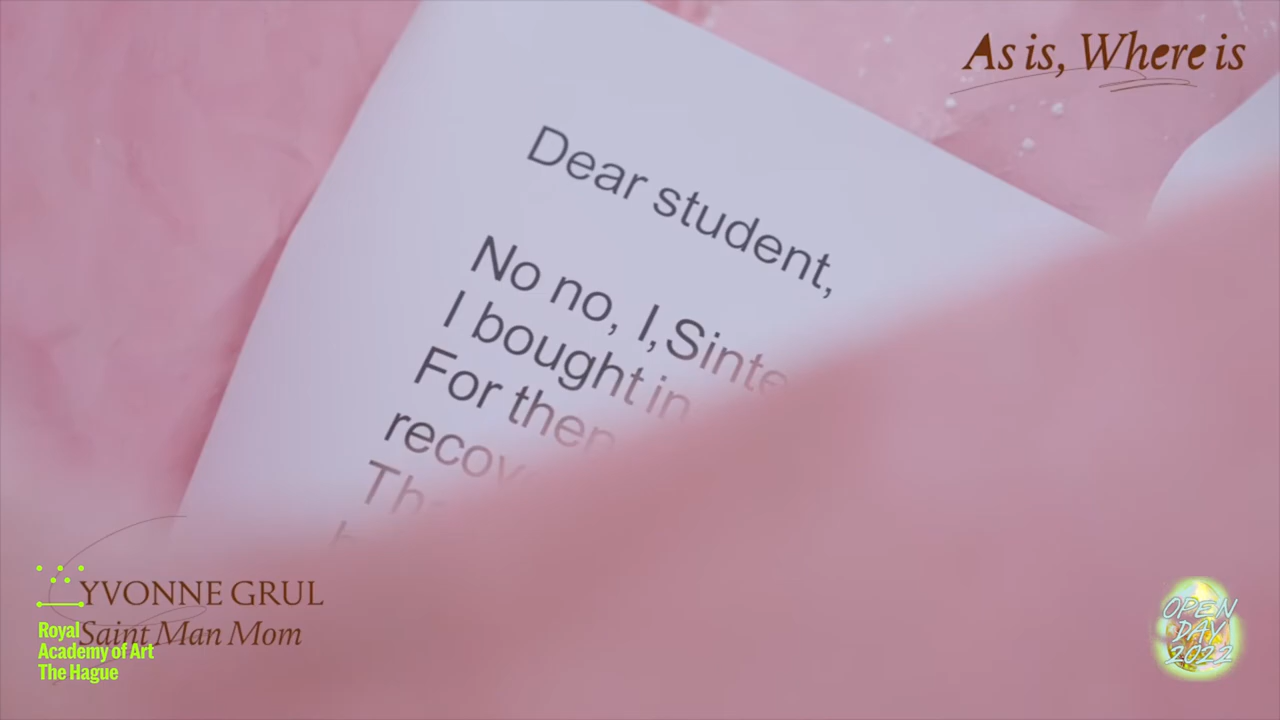 As is, Where is
Dear student,
No no, I, Sinte
I bought in
For then
recov
Th
YVONNE GRUL
Saint Man Mom
Royal
Academy of Art
The Hague
OPEN
DAY
2022